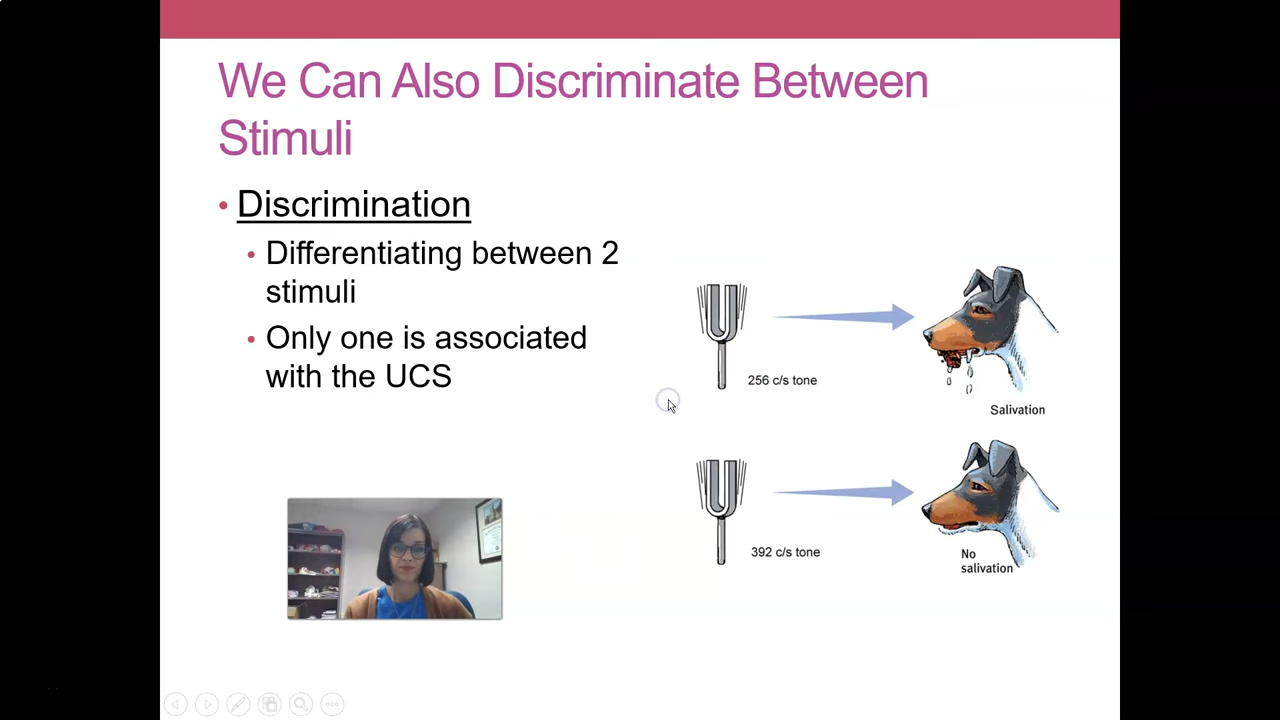 We Can Also Discriminate Between
Stimuli
• Discrimination
• Differentiating between 2
stimuli
• Only one is associated
with the UCS
256 c/s tone
Salivation
392 c/s tone
No
salivation